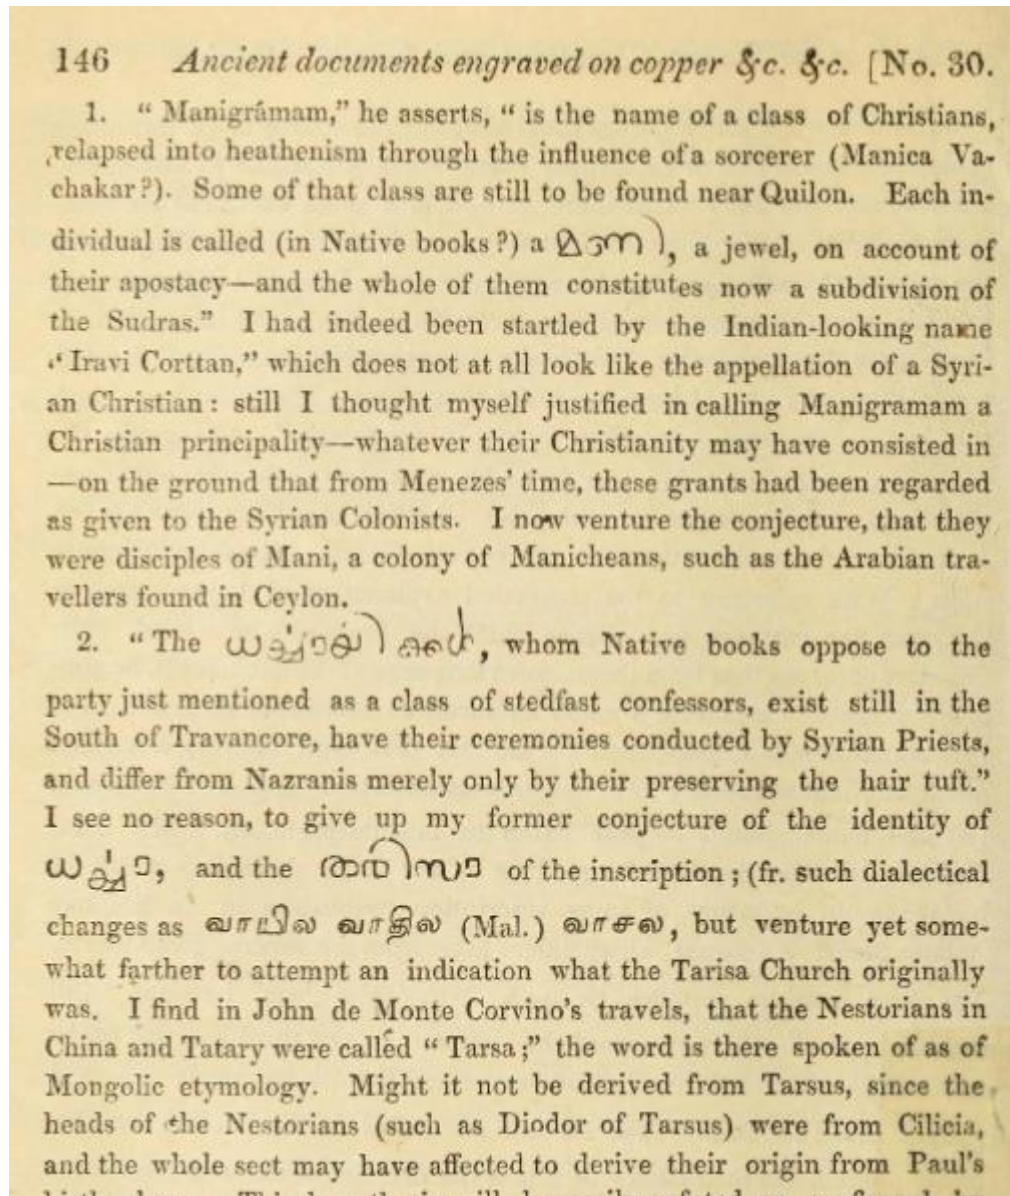 146 Ancient documents engraved on copper &c. &c. [No. 30.
1. “ Manigrámam,” he asserts, “ is the name of a class of Christians,
relapsed into heathenism through the influence of a sorcerer (Manica Va-
chakar?). Some of that class are still to be found near Quilon. Each in-
dividual is called (in Native books?) a , a jewel, on account of
their apostacy—and the whole of them constitutes now a subdivision of
the Sudras.” I had indeed been startled by the Indian-looking name
“ Iravi Corttan,” which does not at all look like the appellation of a Syri-
an Christian : still I thought myself justified in calling Manigramam a
Christian principality—whatever their Christianity may have consisted in
—on the ground that from Menezes' time, these grants had been regarded
as given to the Syrian Colonists. I now venture the conjecture, that they
were disciples of Mani, a colony of Manicheans, such as the Arabian tra-
vellers found in Ceylon.
2. “ The , whom Native books oppose to the
party just mentioned as a class of stedfast confessors, exist still in the
South of Travancore, have their ceremonies conducted by Syrian Priests,
and differ from Nazranis merely only by their preserving the hair tuft.”
I see no reason, to give up my former conjecture of the identity of
, and the of the inscription ; (fr. such dialectical
changes as வாயில வாதில (Mal.) வாசல, but venture yet some-
what farther to attempt an indication what the Tarisa Church originally
was. I find in John de Monte Corvino's travels, that the Nestorians in
China and Tatary were called “ Tarsa ;” the word is there spoken of as of
Mongolic etymology. Might it not be derived from Tarsus, since the
heads of the Nestorians (such as Diodor of Tarsus) were from Cilicia,
and the whole sect may have affected to derive their origin from Paul's